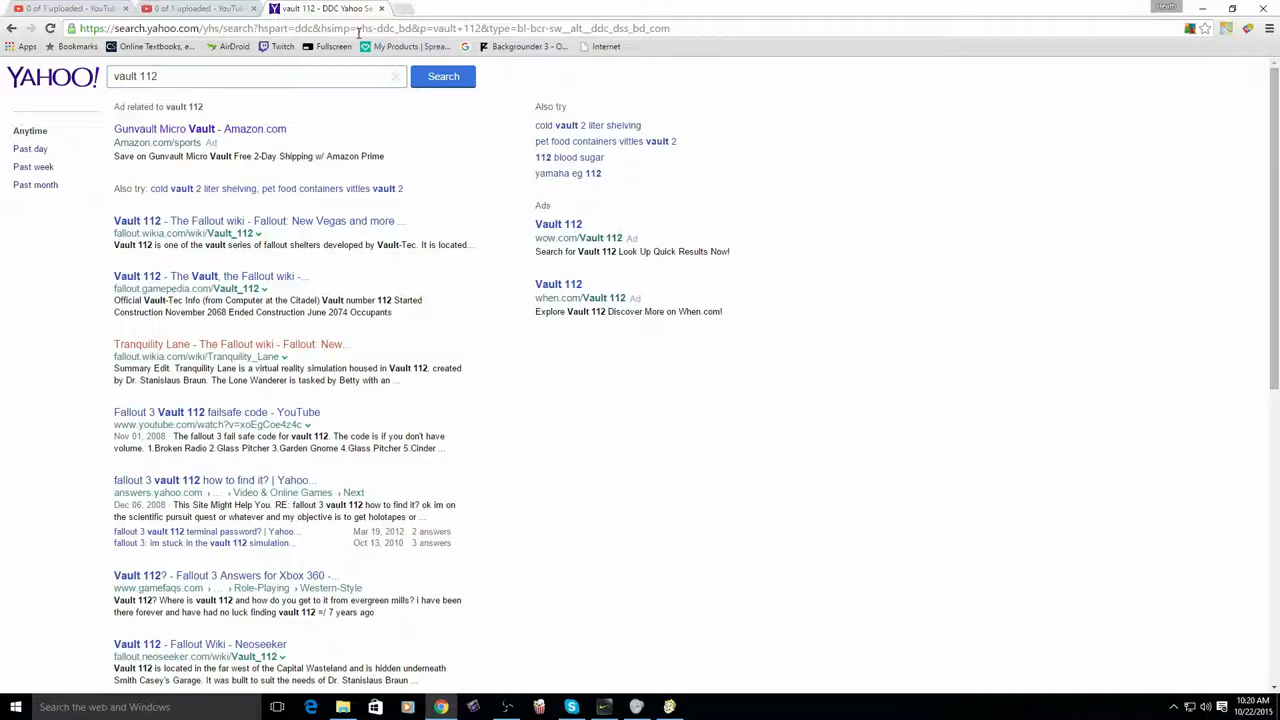 0 of 1 uploaded - YouTu
0 of 1 uploaded - YouTu
vault 112 - DDC Yahoo Se
Heath
https://search.yahoo.com/yhs/search?hspart=ddc&hsimp=yhs-ddc_bd&p=vault+112&type=bl-bcr-sw__alt__ddc_dss_bd_com
Apps
Bookmarks
Online Textbooks, e...
AirDroid
Twitch
Fullscreen
My Products | Sprea...
Backgrounder 3 - O...
Imported
YAHOO!
vault 112
Search
Anytime
Past day
Past week
Past month
Ad related to vault 112
Gunvault Micro Vault - Amazon.com
Amazon.com/sports Ad
Save on Gunvault Micro Vault Free 2-Day Shipping w/ Amazon Prime
Also try: cold vault 2 liter shelving, pet food containers vittles vault 2
Vault 112 - The Fallout wiki - Fallout: New Vegas and more ...
fallout.wikia.com/wiki/Vault_112
Vault 112 is one of the vault series of fallout shelters developed by Vault-Tec. It is located...
Vault 112 - The Vault, the Fallout wiki -...
fallout.gamepedia.com/Vault_112
Official Vault-Tec Info (from Computer at the Citadel) Vault number 112 Started
Construction November 2068 Ended Construction June 2074 Occupants
Tranquility Lane - The Fallout wiki - Fallout: New...
fallout.wikia.com/wiki/Tranquility_Lane
Summary Edit. Tranquility Lane is a virtual reality simulation housed in Vault 112, created
by Dr. Stanislaus Braun. The Lone Wanderer is tasked by Betty with an ...
Fallout 3 Vault 112 failsafe code - YouTube
www.youtube.com/watch?v=xoEgCoe4z4c
Nov 01, 2008 · The fallout 3 fail safe code for vault 112. The code is if you don't have
volume. 1.Broken Radio 2.Glass Pitcher 3.Garden Gnome 4.Glass Pitcher 5.Cinder ...
fallout 3 vault 112 how to find it? | Yahoo...
answers.yahoo.com › ... › Video & Online Games › Next
Dec 06, 2008 · This Site Might Help You. RE: fallout 3 vault 112 how to find it? ok im on
the scientific pursuit quest or whatever and my objective is to get holotapes or ...
fallout 3 vault 112 terminal password? | Yahoo... Mar 19, 2012 2 answers
fallout 3: im stuck in the vault 112 simulation... Oct 13, 2010 3 answers
Vault 112? - Fallout 3 Answers for Xbox 360 -...
www.gamefaqs.com › ... › Role-Playing › Western-Style
Vault 112? Where is vault 112 and how do you get to it from evergreen mills? i have been
there forever and have had no luck finding vault 112 =/ 7 years ago
Vault 112 - Fallout Wiki - Neoseeker
fallout.neoseeker.com/wiki/Vault_112
Vault 112 is located in the far west of the Capital Wasteland and is hidden underneath
Smith Casey's Garage. It was built to suit the needs of Dr. Stanislaus Braun ...
Also try
cold vault 2 liter shelving
pet food containers vittles vault 2
112 blood sugar
yamaha eg 112
Ads
Vault 112
wow.com/Vault 112 Ad
Search for Vault 112 Look Up Quick Results Now!
Vault 112
when.com/Vault 112 Ad
Explore Vault 112 Discover More on When.com!
Search the web and Windows
10:20 AM
10/22/2015